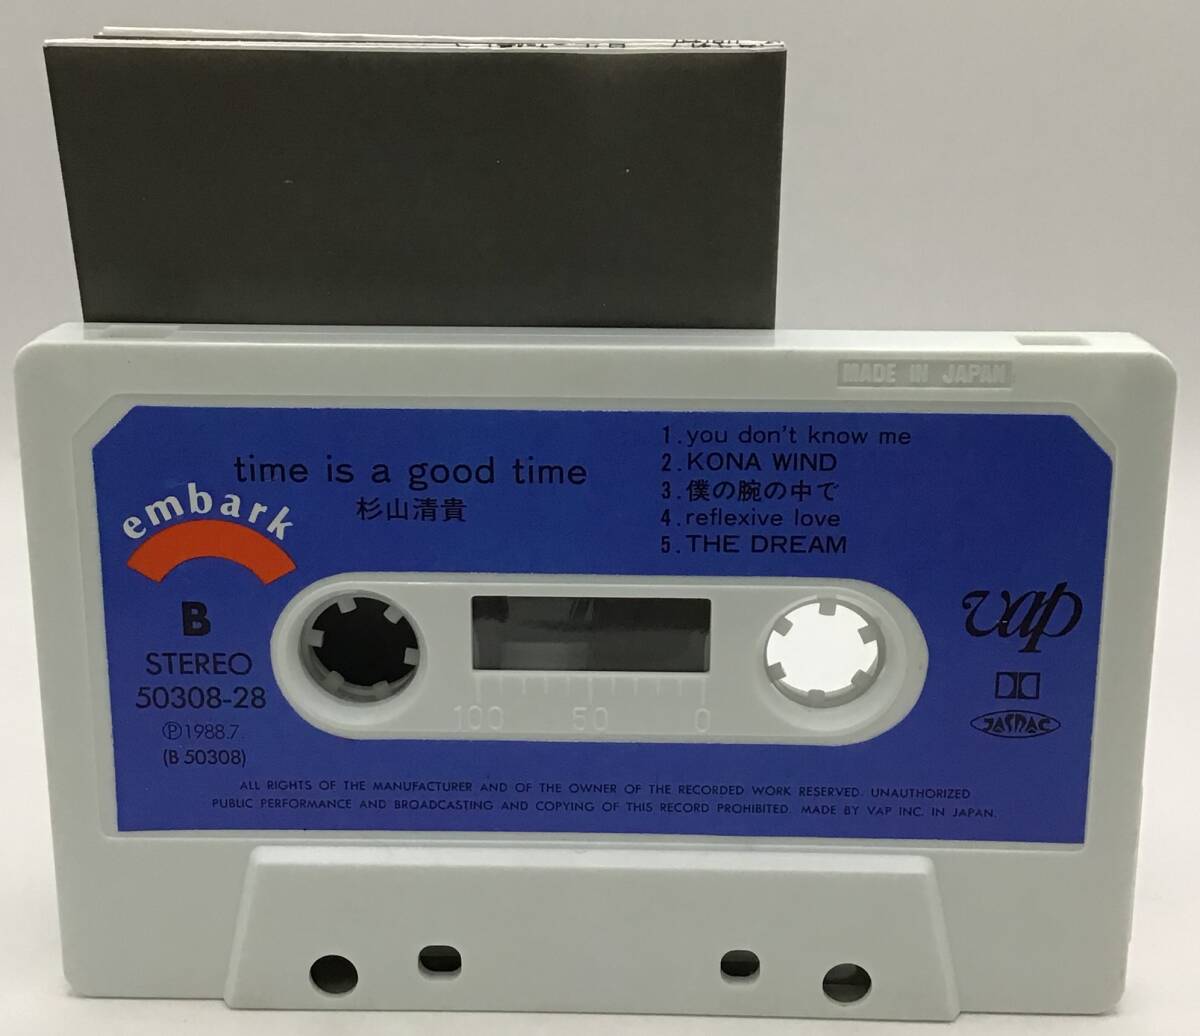 MADE IN JAPAN
time is a good time
杉山清貴
1. you don't know me
2. KONA WIND
3. 僕の腕の中で
4. reflexive love
5. THE DREAM
embark
B
STEREO
50308-28
Ⓟ1988.7.
(B 50308)
vap
JASRAC
100 50 0
ALL RIGHTS OF THE MANUFACTURER AND OF THE OWNER OF THE RECORDED WORK RESERVED. UNAUTHORIZED
PUBLIC PERFORMANCE AND BROADCASTING AND COPYING OF THIS RECORD PROHIBITED. MADE BY VAP INC. IN JAPAN.